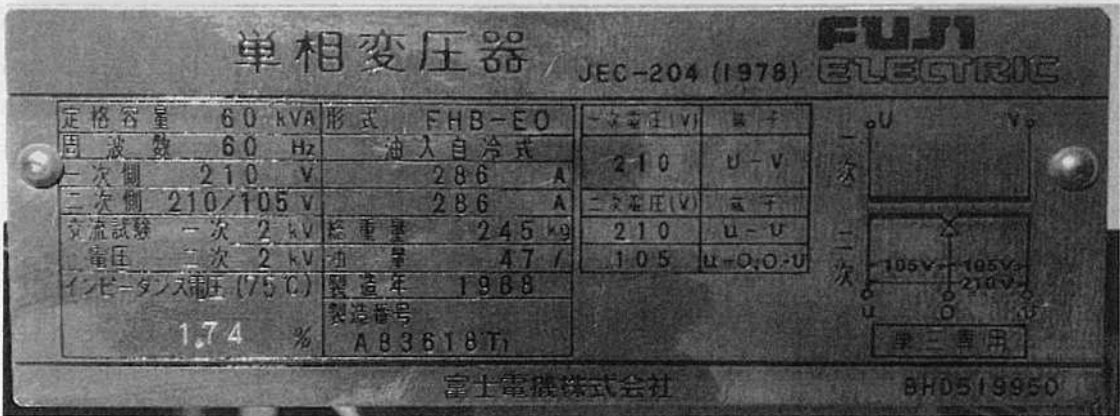 単相変圧器 JEC-204 (1978) FUJI ELECTRIC
定格容量 60 kVA 形式 FHB-EO
周波数 60 Hz 油入自冷式
一次側 210 V 286 A
二次側 210/105 V 286 A
交流試験 一次 2 kV 総重量 245 kg
電圧 二次 2 kV 油量 47 l
インピーダンス電圧 (75°C) 製造年 1988
1.74 %
製造番号
A83618T1
一次電圧(V) 端子
210 U-V
二次電圧(V) 端子
210 u-v
105 u-o,o-v
一次 U V
二次
105V 105V
210V
u o v
単三専用
富士電機株式会社 BHD519950